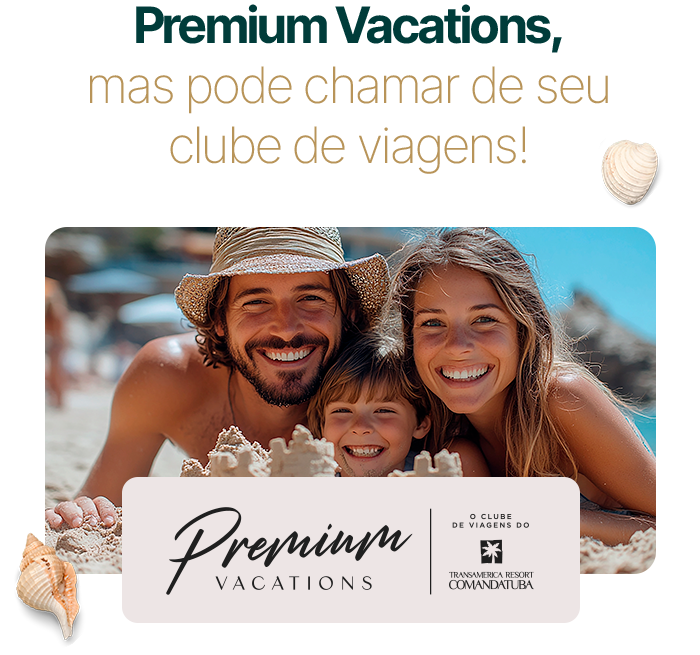 Premium Vacations,
mas pode chamar de seu
clube de viagens!
Premium
VACATIONS
O CLUBE
DE VIAGENS DO
TRANSAMERICA RESORT
COMANDATUBA